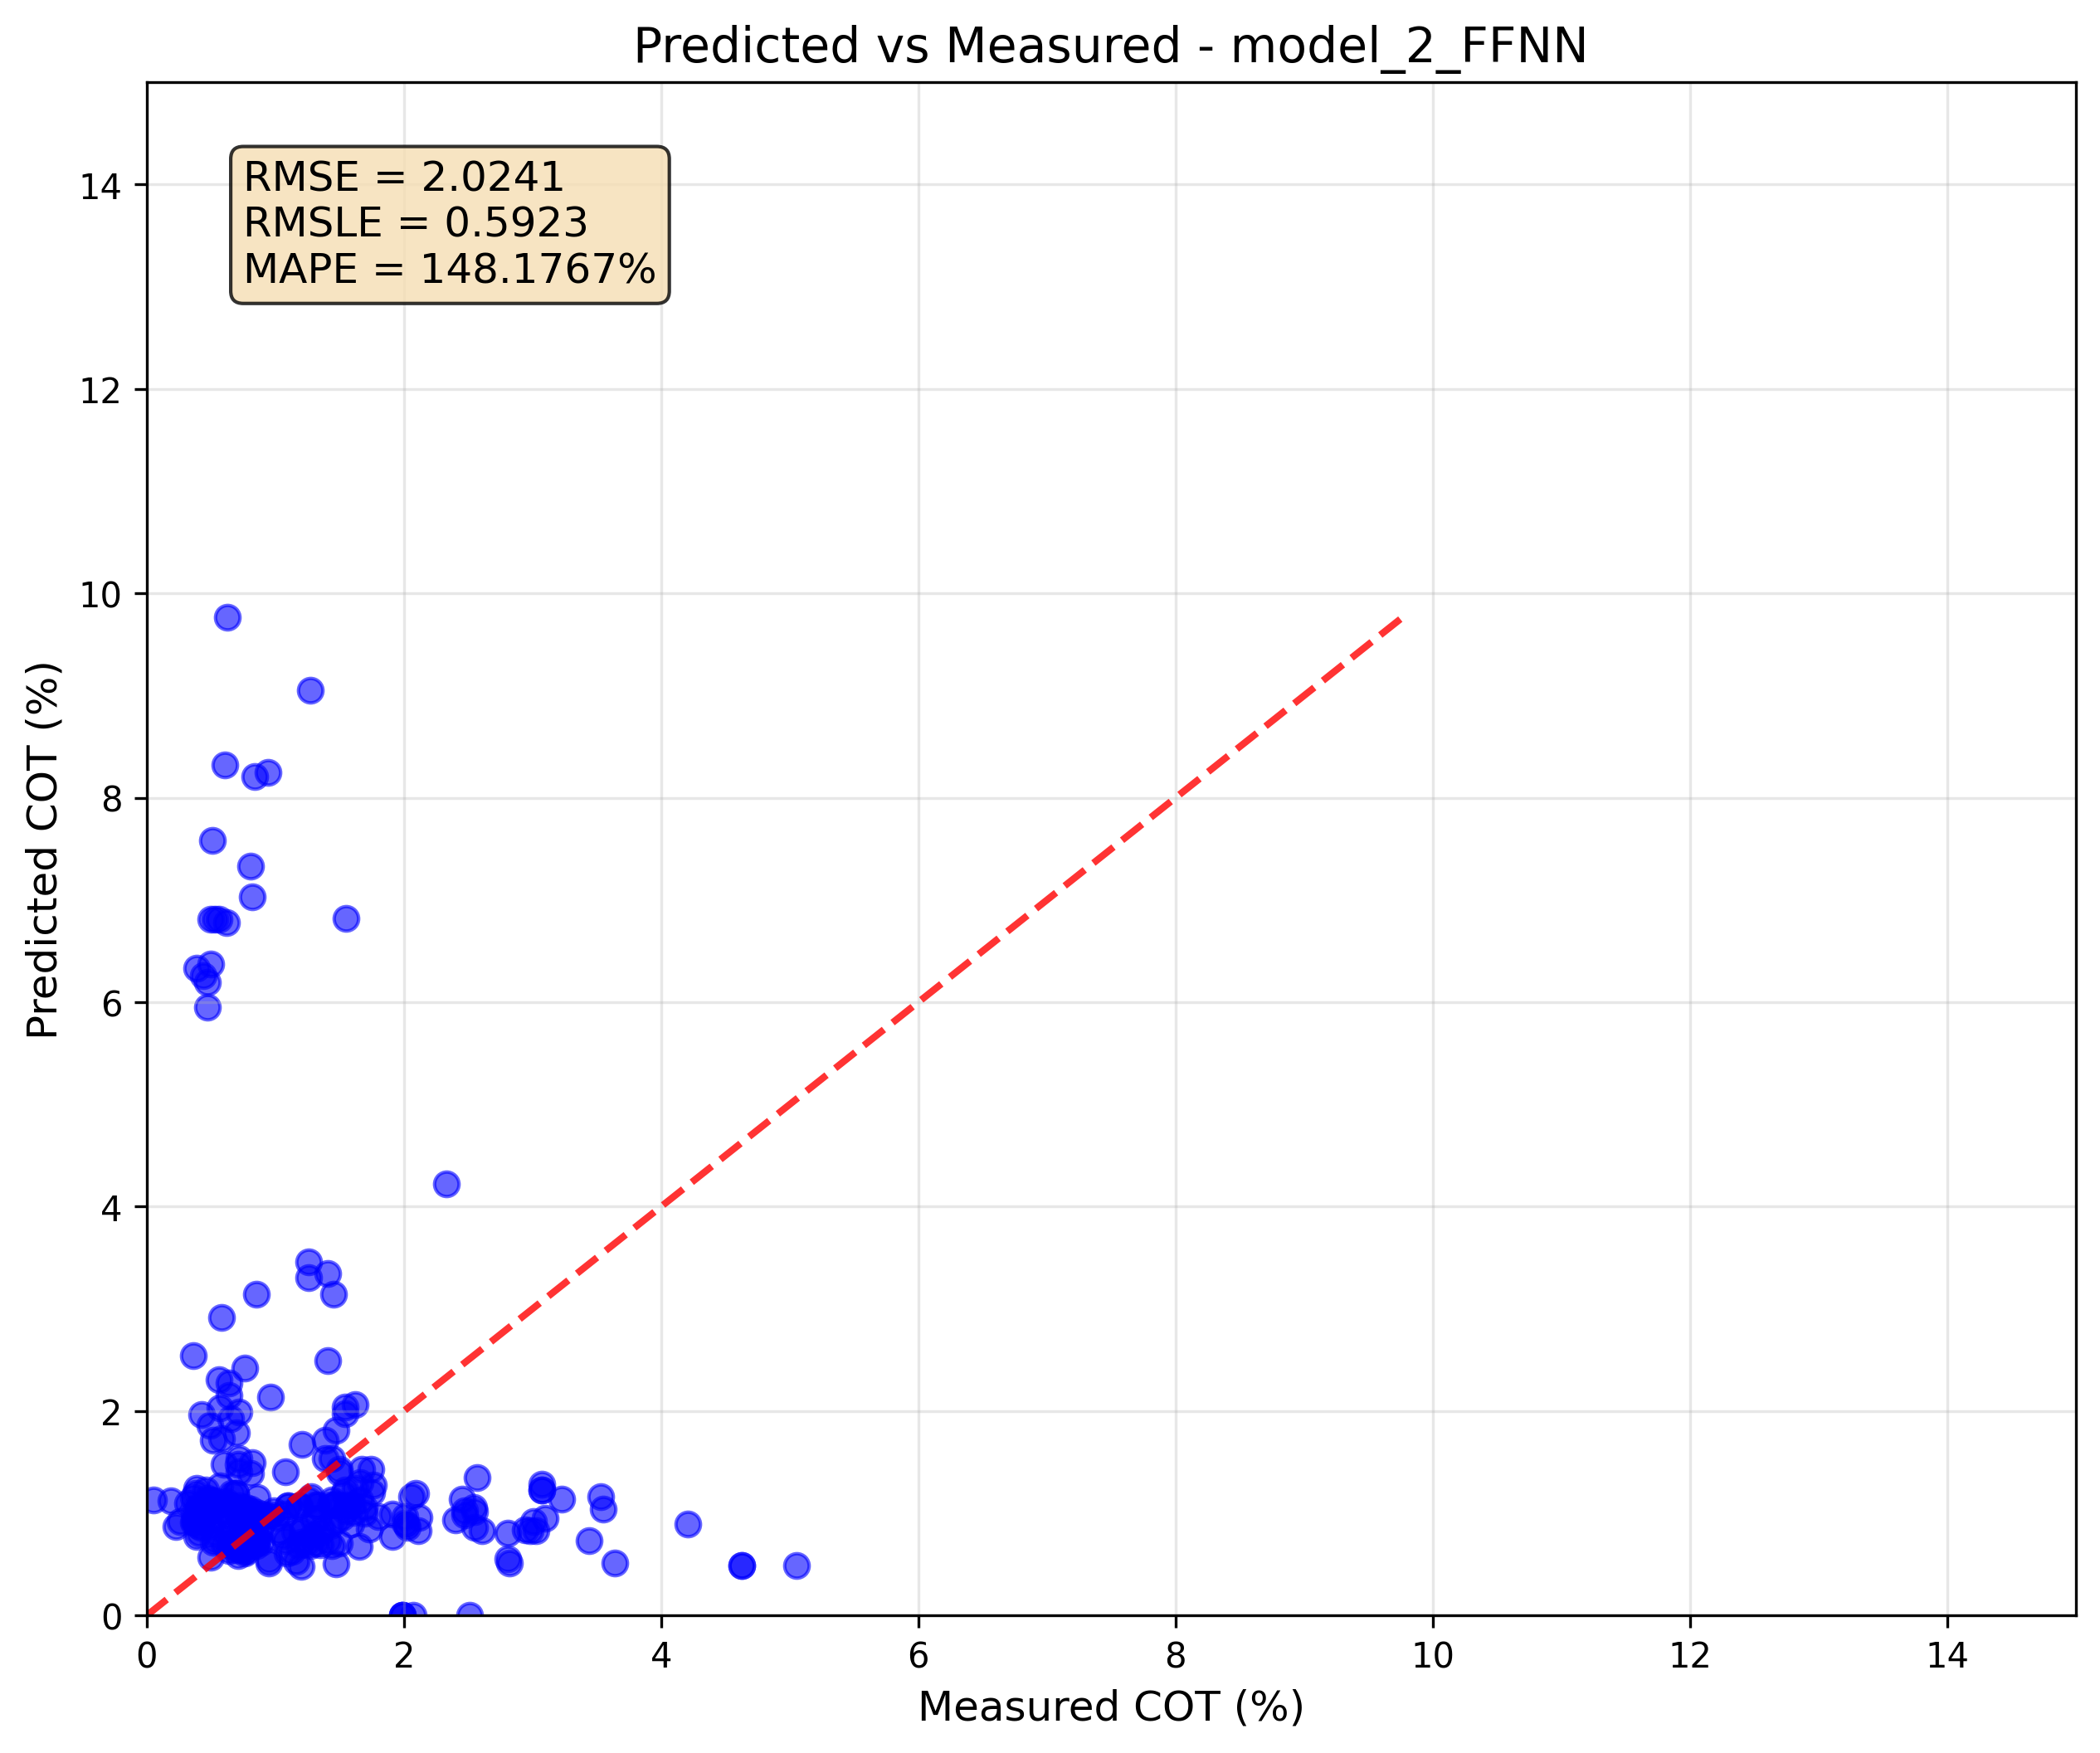 Predicted vs Measured - model_2_FFNN
RMSE = 2.0241
RMSLE = 0.5923
MAPE = 148.1767%
Predicted COT (%)
14
12
10
8
6
4
2
0
0 2 4 6 8 10 12 14
Measured COT (%)